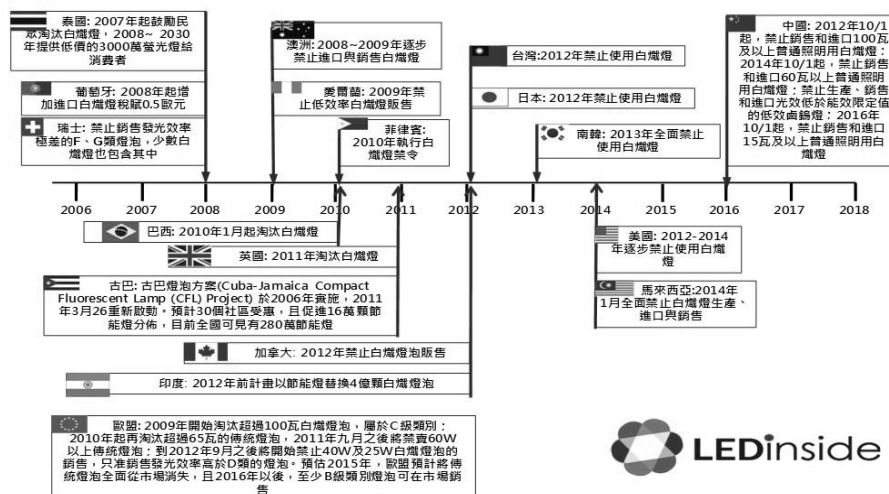 泰國: 2007年起鼓勵民
眾淘汰白熾燈，2008~ 2030
年提供低價的3000萬螢光燈給
消費者
葡萄牙: 2008年起增
加進口白熾燈稅賦0.5歐元
瑞士: 禁止銷售發光效率
極差的F、G類燈泡，少數白
熾燈也包含其中
澳洲: 2008~2009年逐步
禁止進口與銷售白熾燈
愛爾蘭: 2009年禁
止低效率白熾燈販售
菲律賓:
2010年執行白
熾燈禁令
台灣:2012年禁止使用白熾燈
日本: 2012年禁止使用白熾燈
南韓: 2013年全面禁止
使用白熾燈
中國: 2012年10/1
起，禁止銷售和進口100瓦
及以上普通照明用白熾燈；
2014年10/1起，禁止銷售
和進口60瓦以上普通照明
用白熾燈；禁止生產、銷售
和進口光效低於能效限定值
的低效鹵鎢燈；2016年
10/1起，禁止銷售和進口
15瓦及以上普通照明用白
熾燈
2006 2007 2008 2009 2010 2011 2012 2013 2014 2015 2016 2017 2018
巴西: 2010年1月起淘汰白熾燈
英國: 2011年淘汰白熾燈
古巴: 古巴燈泡方案(Cuba-Jamaica Compact
Fluorescent Lamp (CFL) Project) 於2006年實施，2011
年3月26重新啟動。預計30個社區受惠，且促進16萬顆節
能燈分佈，目前全國可見有280萬節能燈
加拿大: 2012年禁止白熾燈泡販售
印度: 2012年前計畫以節能燈替換4億顆白熾燈泡
美國: 2012-2014
年逐步禁止使用白熾
燈
馬來西亞:2014年
1月全面禁止白熾燈生產、
進口與銷售
歐盟: 2009年開始淘汰超過100瓦白熾燈泡，屬於C級類別；
2010年起再淘汰超過65瓦的傳統燈泡，2011年九月之後將禁賣60W
以上傳統燈泡；到2012年9月之後將開始禁止40W及25W白熾燈泡的
銷售，只准銷售發光效率高於D類的燈泡。預估2015年，歐盟預計將傳
統燈泡全面從市場消失，且2016年以後，至少B級類別燈泡可在市場銷
售
LEDinside